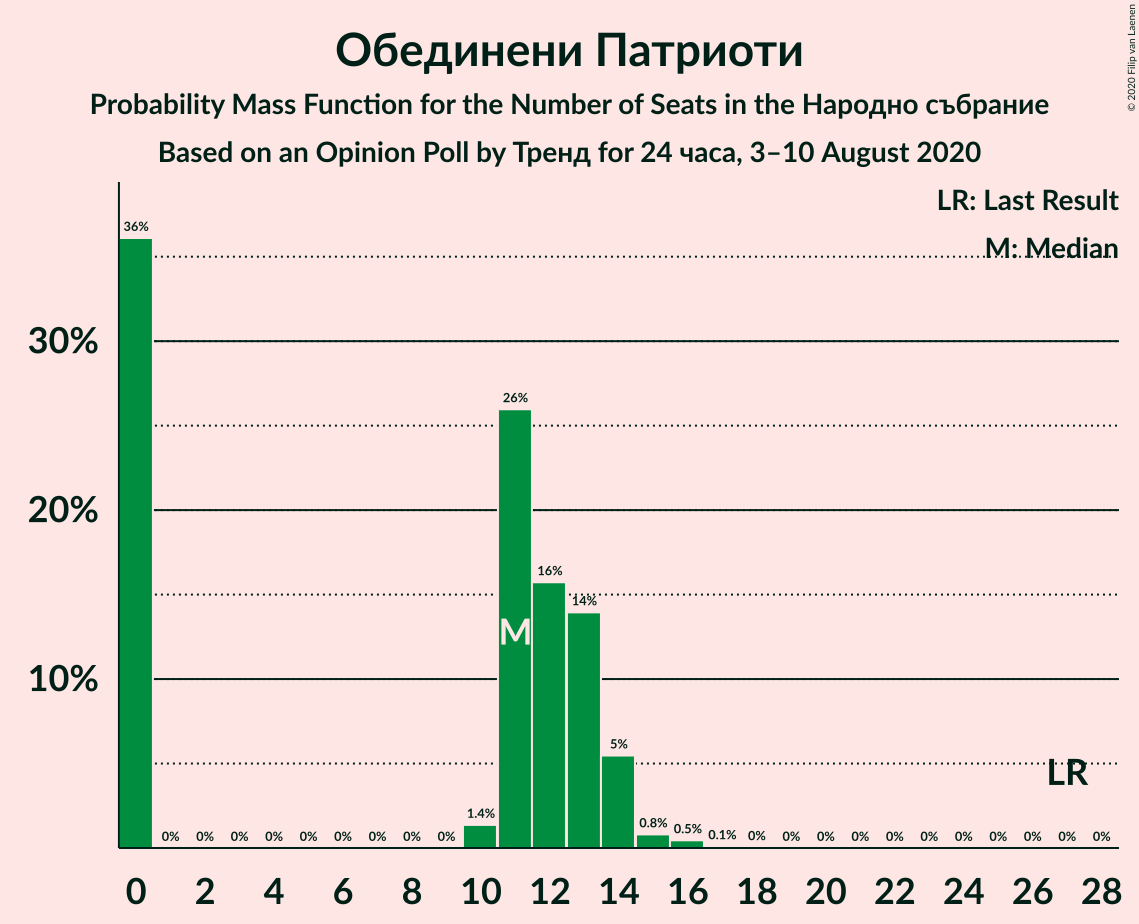 Обединени Патриоти
Probability Mass Function for the Number of Seats in the Народно събрание
Based on an Opinion Poll by Тренд for 24 часа, 3–10 August 2020
© 2020 Filip van Laenen
LR: Last Result
M: Median
36%
30%
26%
20%
16%
14%
M
10%
5%
LR
1.4%
0.8%
0.5%
0.1%
0% 0% 0% 0% 0% 0% 0% 0% 0% 0% 0% 0% 0% 0% 0% 0% 0% 0% 0% 0%
0 2 4 6 8 10 12 14 16 18 20 22 24 26 28